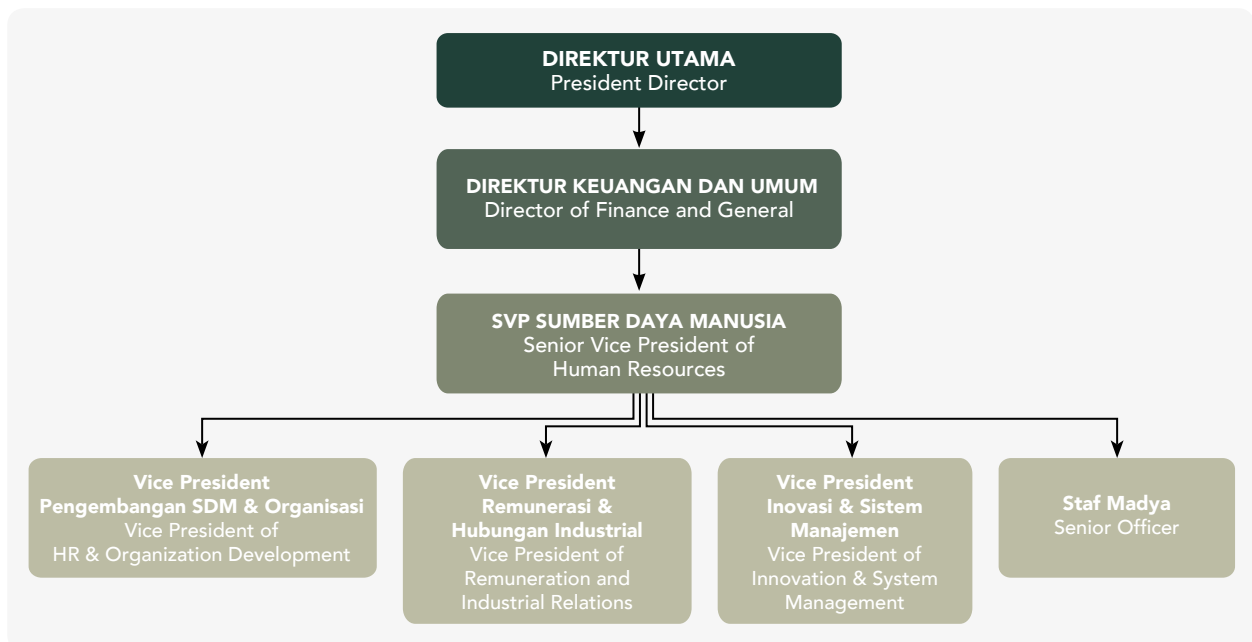 DIREKTUR UTAMA
President Director
DIREKTUR KEUANGAN DAN UMUM
Director of Finance and General
SVP SUMBER DAYA MANUSIA
Senior Vice President of
Human Resources
Vice President
Pengembangan SDM & Organisasi
Vice President of
HR & Organization Development
Vice President
Remunerasi &
Hubungan Industrial
Vice President of
Remuneration and
Industrial Relations
Vice President
Inovasi & Sistem
Manajemen
Vice President of
Innovation & System
Management
Staf Madya
Senior Officer